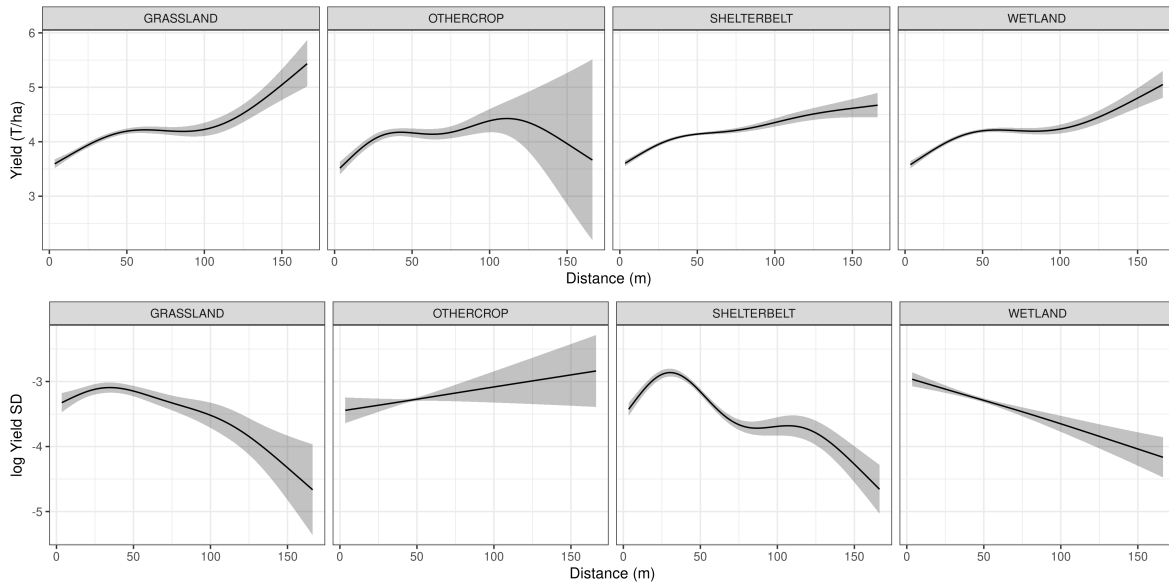 GRASSLAND OTHERCROP SHELTERBELT WETLAND
6
5
4
3
Yield (T/ha)
0 50 100 150 0 50 100 150 0 50 100 150 0 50 100 150
Distance (m)
GRASSLAND OTHERCROP SHELTERBELT WETLAND
-3
-4
-5
log Yield SD
0 50 100 150 0 50 100 150 0 50 100 150 0 50 100 150
Distance (m)